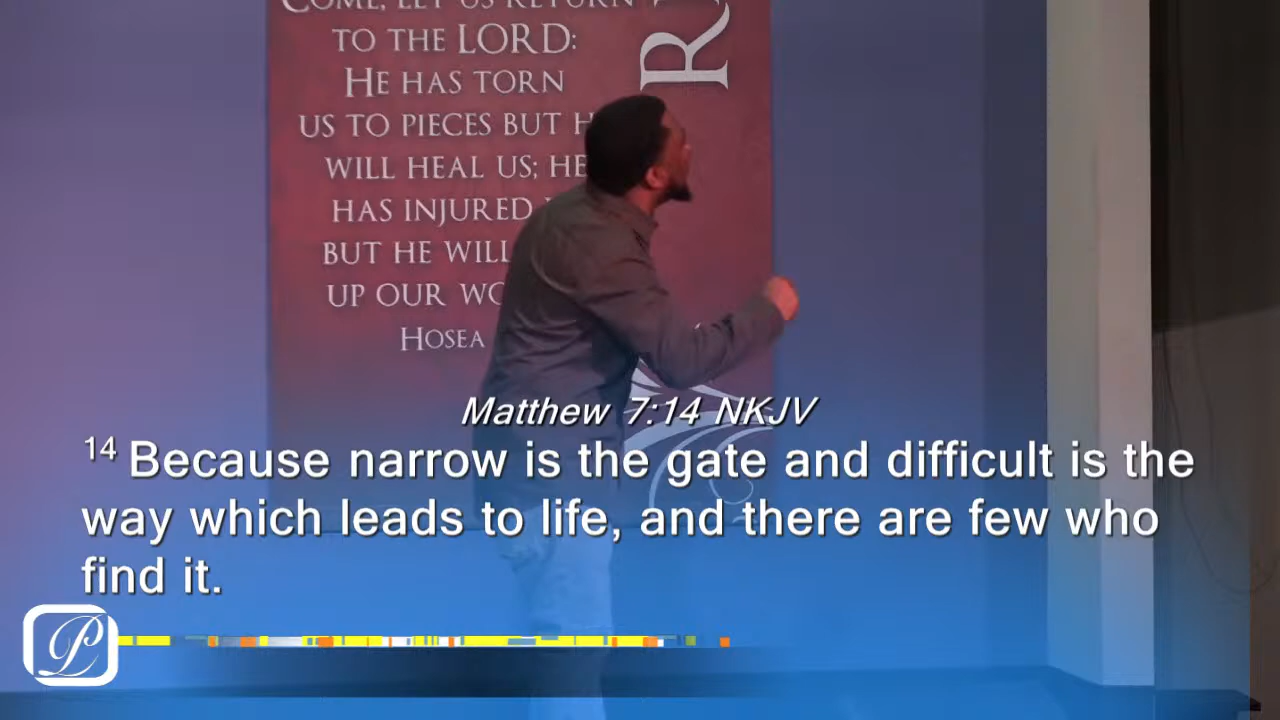 COME, LET US RETURN
TO THE LORD:
HE HAS TORN
US TO PIECES BUT
WILL HEAL US; HE
HAS INJURED
BUT HE WILL
UP OUR
HOSEA
R
Matthew 7:14 NKJV
14 Because narrow is the gate and difficult is the
way which leads to life, and there are few who
find it.